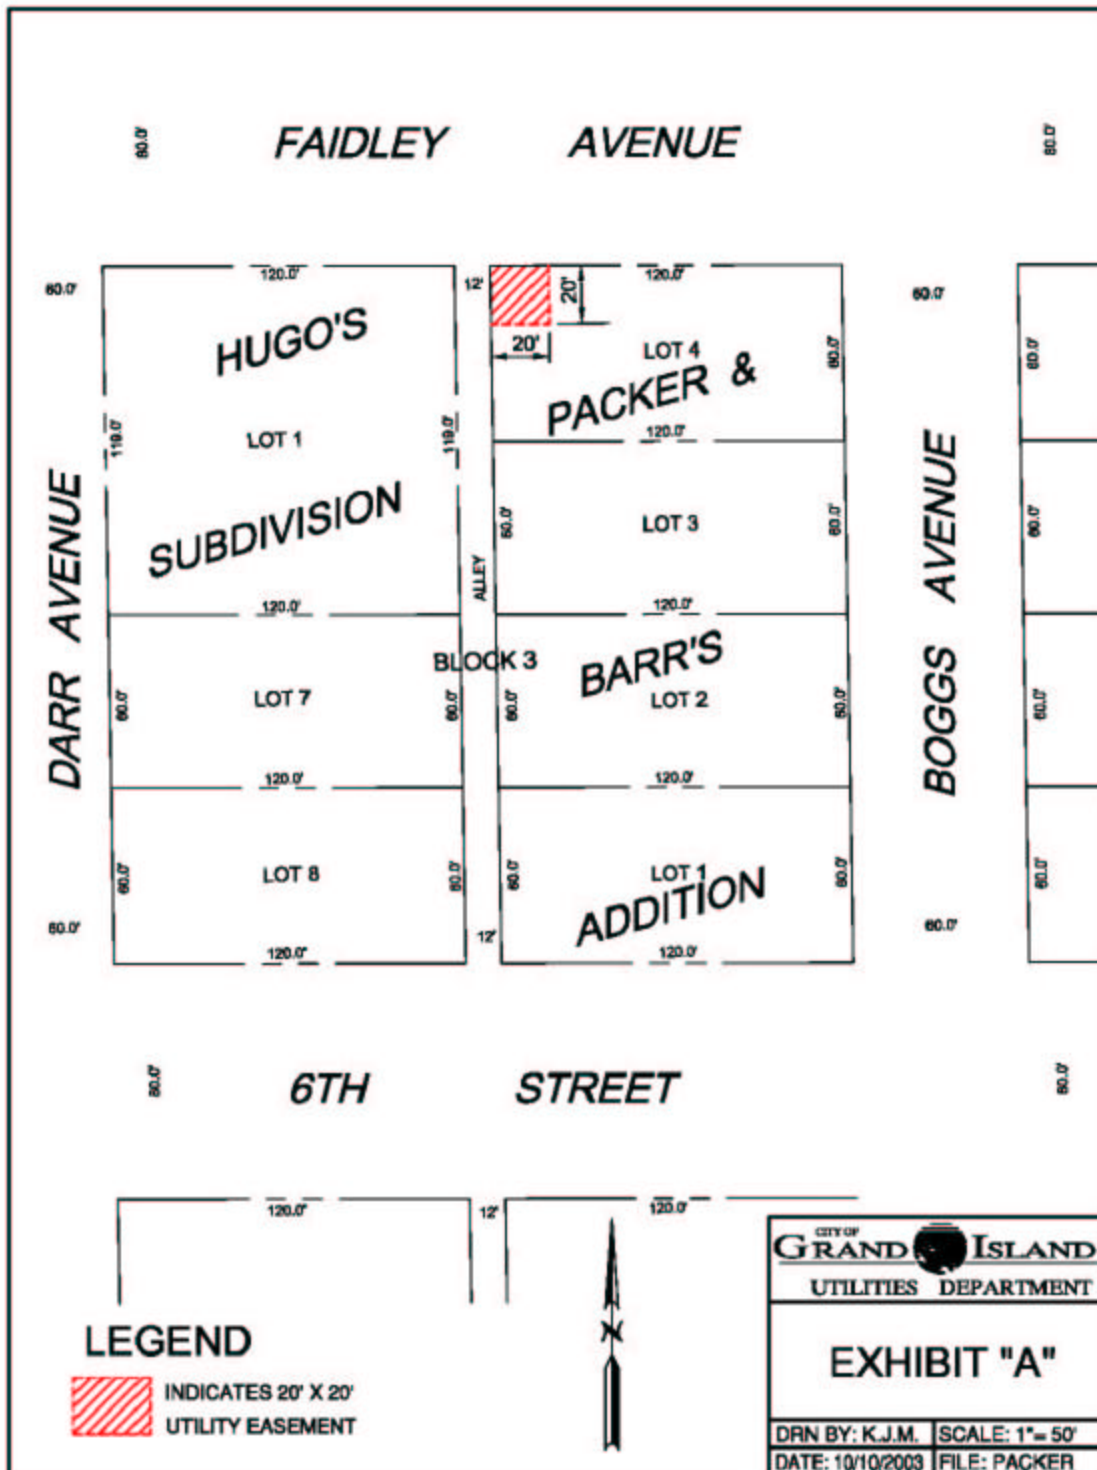 FAIDLEY AVENUE
80.0' 80.0'
60.0' 120.0' 12' 120.0' 60.0'
20'
20'
HUGO'S
LOT 4
60.0' 60.0'
PACKER &
119.0' LOT 1 119.0'
120.0'
SUBDIVISION
60.0' LOT 3 60.0' 60.0'
ALLEY
120.0' 120.0'
DARR AVENUE
BOGGS AVENUE
BLOCK 3
BARR'S
60.0' LOT 7 60.0' 60.0' LOT 2 60.0' 60.0'
120.0' 120.0'
60.0' LOT 8 60.0' 60.0' LOT 1 60.0' 60.0'
ADDITION
60.0' 12' 60.0'
120.0' 120.0'
80.0' 6TH STREET 80.0'
120.0' 12' 120.0'
N
LEGEND
INDICATES 20' X 20'
UTILITY EASEMENT
CITY OF
GRAND ISLAND
UTILITIES DEPARTMENT
EXHIBIT "A"
DRN BY: K.J.M. SCALE: 1"= 50'
DATE: 10/10/2003 FILE: PACKER